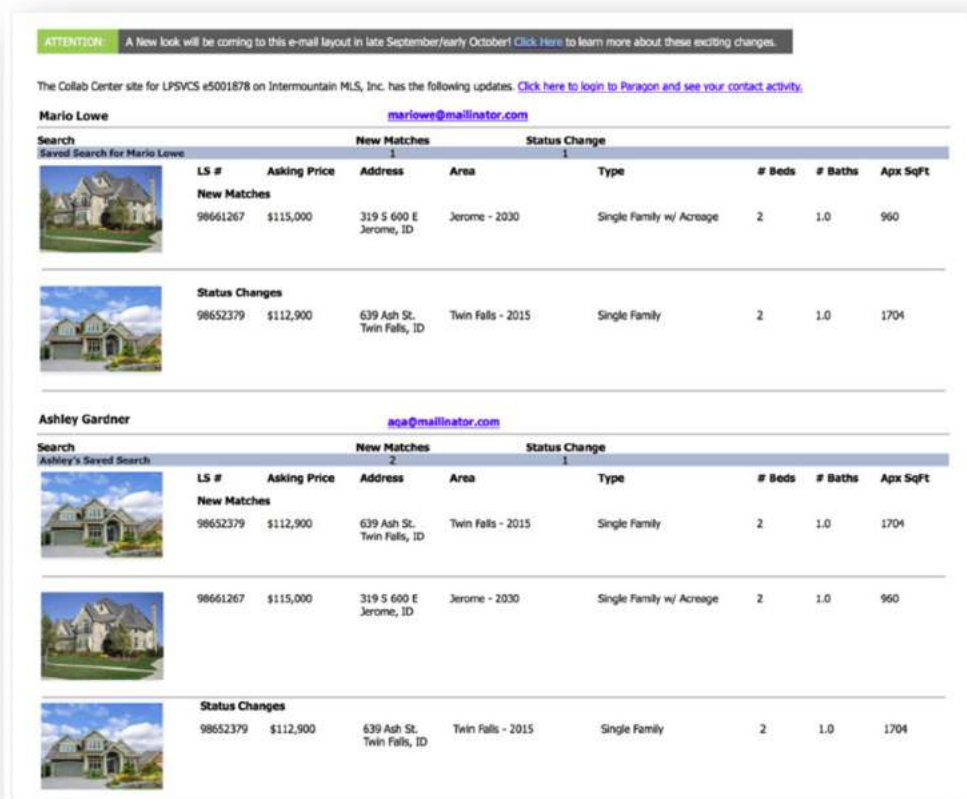 ATTENTION: A New look will be coming to this e-mail layout in late September/early October! Click Here to learn more about these exciting changes.
The Collab Center site for LPSVCS e5001878 on Intermountain MLS, Inc. has the following updates. Click here to login to Paragon and see your contact activity.
Mario Lowe mariowe@mailinator.com
Search New Matches Status Change
Saved Search for Mario Lowe 1 1
LS # Asking Price Address Area Type # Beds # Baths Apx SqFt
New Matches
98661267 $115,000 319 S 600 E Jerome - 2030 Single Family w/ Acreage 2 1.0 960
Jerome, ID
Status Changes
98652379 $112,900 639 Ash St. Twin Falls - 2015 Single Family 2 1.0 1704
Twin Falls, ID
Ashley Gardner aqa@mailinator.com
Search New Matches Status Change
Ashley's Saved Search 2 1
LS # Asking Price Address Area Type # Beds # Baths Apx SqFt
New Matches
98652379 $112,900 639 Ash St. Twin Falls - 2015 Single Family 2 1.0 1704
Twin Falls, ID
98661267 $115,000 319 S 600 E Jerome - 2030 Single Family w/ Acreage 2 1.0 960
Jerome, ID
Status Changes
98652379 $112,900 639 Ash St. Twin Falls - 2015 Single Family 2 1.0 1704
Twin Falls, ID